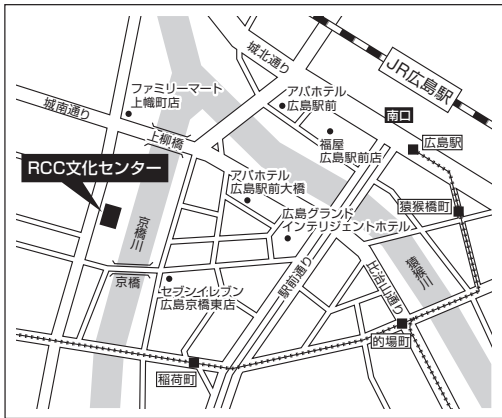 城北通り
JR広島駅
ファミリーマート
上幟町店
アパホテル
広島駅前
城南通り
南口
上柳橋
福屋
広島駅前店
広島駅
RCC文化センター
アパホテル
広島駅前大橋
猿猴橋町
広島グランド
インテリジェントホテル
京橋川
猿猴川
駅前通り
比治山通り
京橋
セブンイレブン
広島京橋東店
的場町
稲荷町